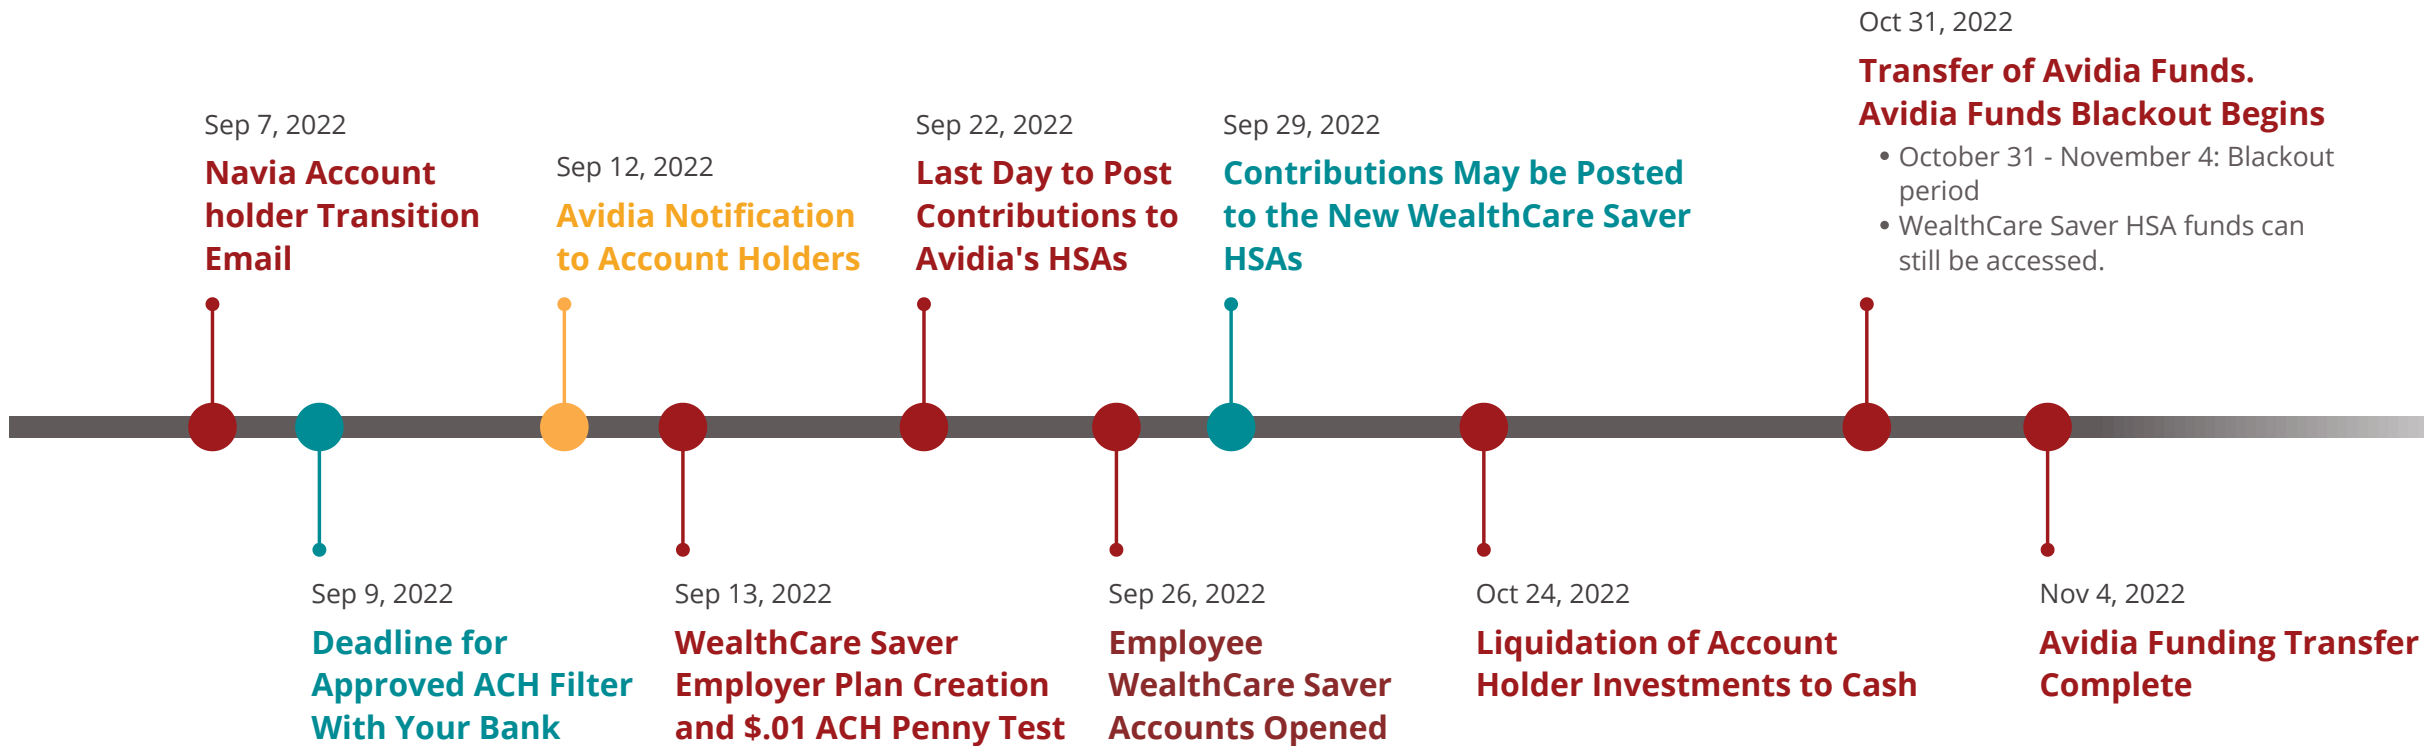 Sep 7, 2022
Navia Account
holder Transition
Email
Sep 9, 2022
Deadline for
Approved ACH Filter
With Your Bank
Sep 12, 2022
Avidia Notification
to Account Holders
Sep 13, 2022
WealthCare Saver
Employer Plan Creation
and $.01 ACH Penny Test
Sep 22, 2022
Last Day to Post
Contributions to
Avidia's HSAs
Sep 26, 2022
Employee
WealthCare Saver
Accounts Opened
Sep 29, 2022
Contributions May be Posted
to the New WealthCare Saver
HSAs
Oct 24, 2022
Liquidation of Account
Holder Investments to Cash
Oct 31, 2022
Transfer of Avidia Funds.
Avidia Funds Blackout Begins
• October 31 - November 4: Blackout
period
• WealthCare Saver HSA funds can
still be accessed.
Nov 4, 2022
Avidia Funding Transfer
Complete